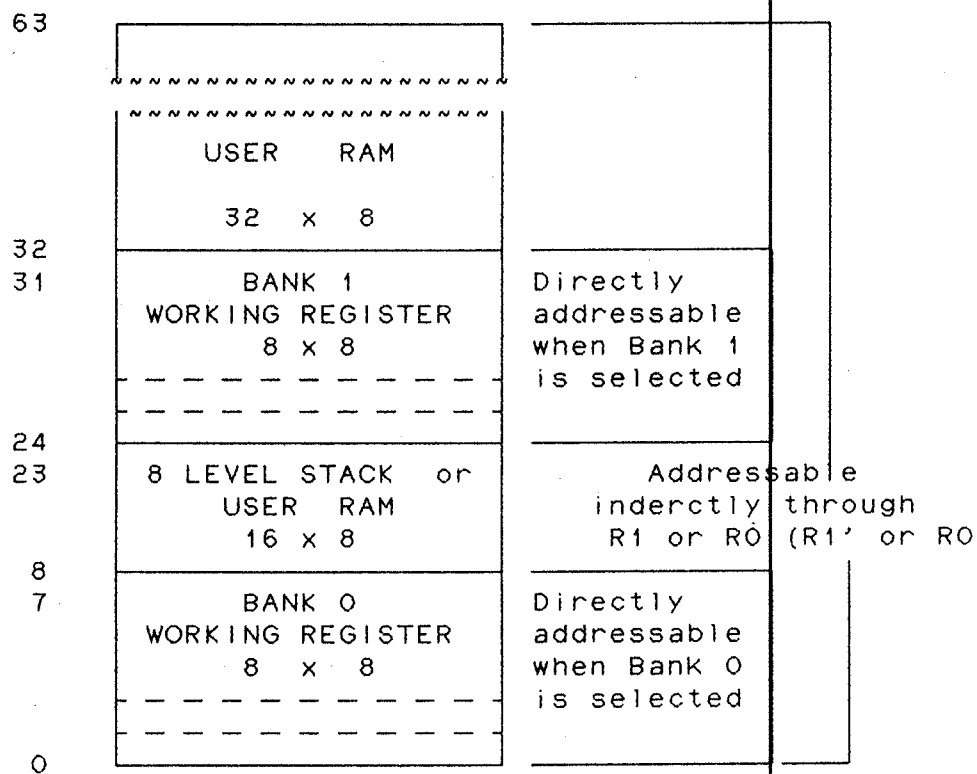 63
USER RAM
32 x 8
32
31 BANK 1 Directly
WORKING REGISTER addressable
8 x 8 when Bank 1
is selected
24
23 8 LEVEL STACK or Addressable
USER RAM inderctly through
16 x 8 R1 or R0 (R1' or R0
8
7 BANK 0 Directly
WORKING REGISTER addressable
8 x 8 when Bank 0
is selected
0